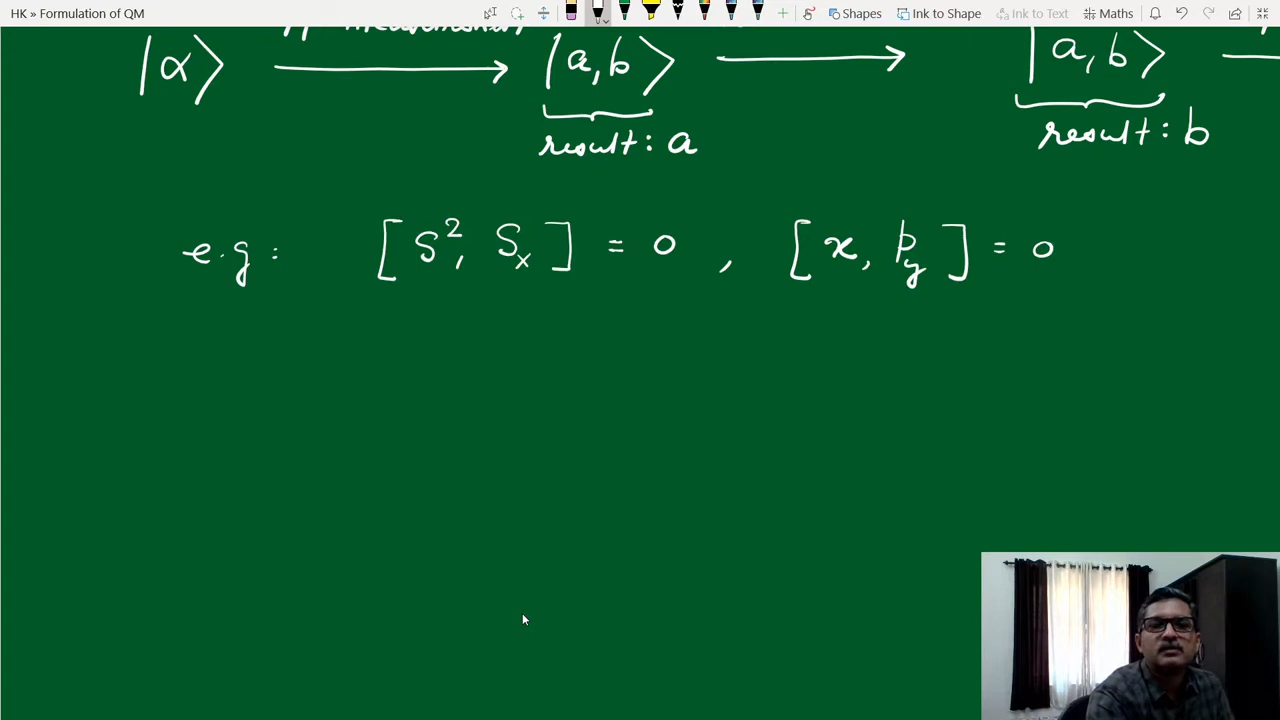 HK » Formulation of QM
Shapes Ink to Shape Ink to Text Maths
|α⟩ ⟶ |a,b⟩ ⟶ |a,b⟩
result: a result: b
e.g: [S², Sₓ] = 0 , [x, p_y] = 0